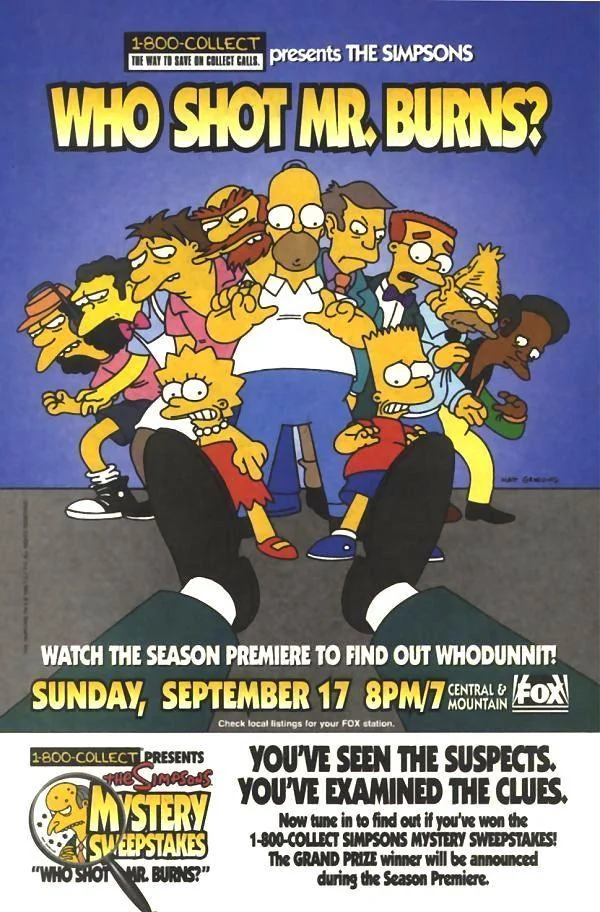 1-800-COLLECT
THE WAY TO SAVE ON COLLECT CALLS.
presents THE SIMPSONS
WHO SHOT MR. BURNS?
MATT GROENING
WATCH THE SEASON PREMIERE TO FIND OUT WHODUNNIT!
SUNDAY, SEPTEMBER 17 8PM/7 CENTRAL & MOUNTAIN FOX
Check local listings for your FOX station.
1-800-COLLECT PRESENTS
THE SIMPSONS
MYSTERY
SWEEPSTAKES
"WHO SHOT MR. BURNS?"
YOU'VE SEEN THE SUSPECTS.
YOU'VE EXAMINED THE CLUES.
Now tune in to find out if you've won the
1-800-COLLECT SIMPSONS MYSTERY SWEEPSTAKES!
The GRAND PRIZE winner will be announced
during the Season Premiere.